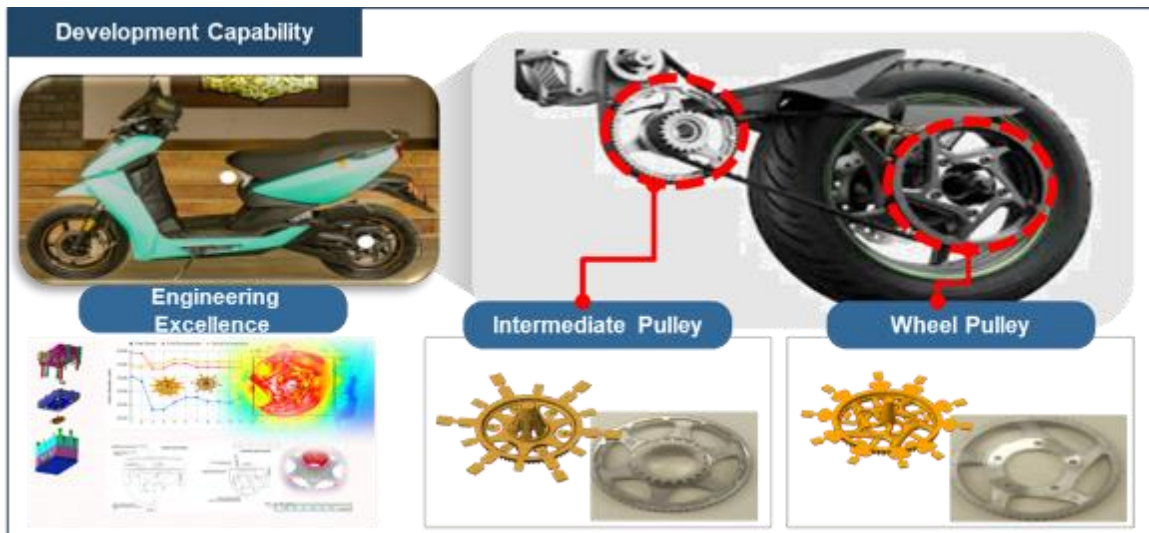 Development Capability
Engineering
Excellence
Intermediate Pulley
Wheel Pulley